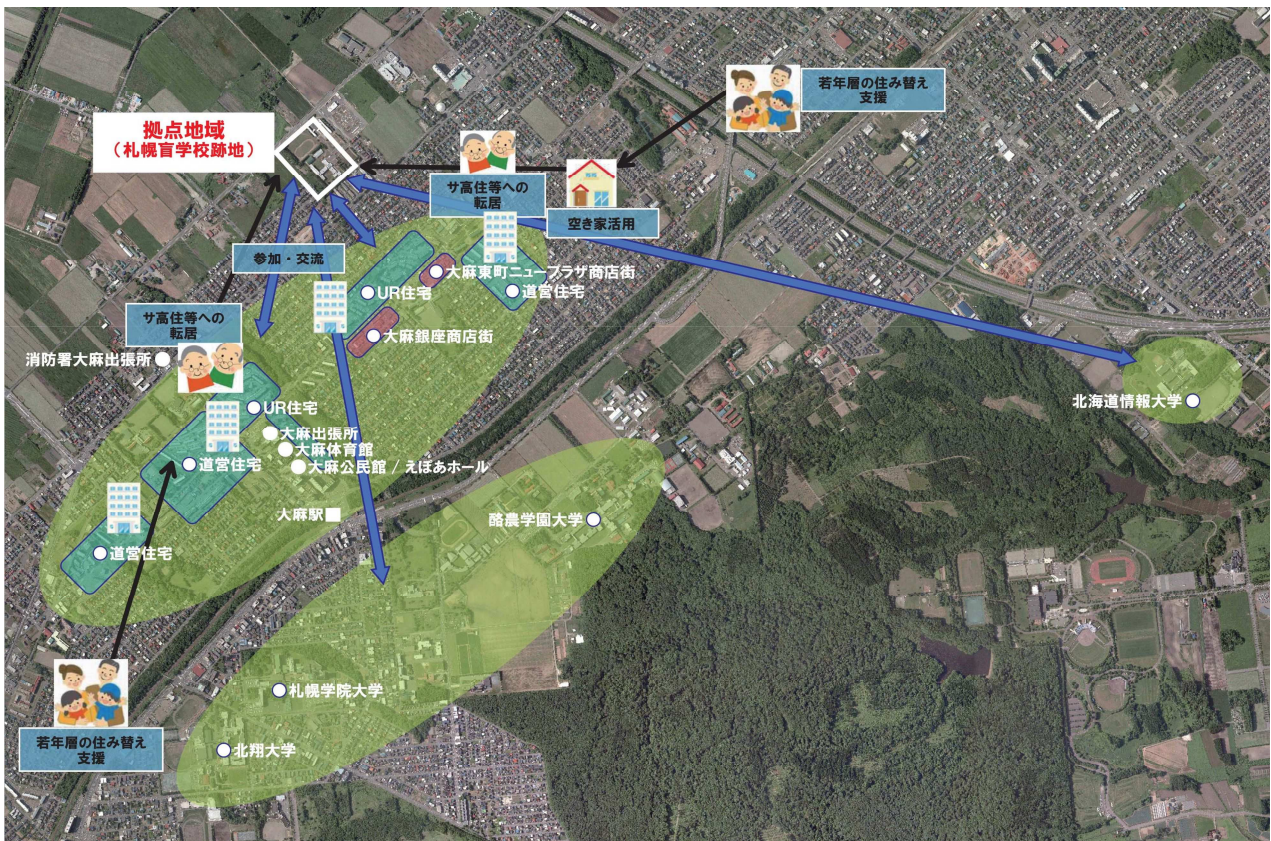 若年層の住み替え
支援
拠点地域
（札幌盲学校跡地）
サ高住等への
転居
空き家活用
参加・交流
大麻東町ニュープラザ商店街
UR住宅
道営住宅
サ高住等への
転居
大麻銀座商店街
消防署大麻出張所
UR住宅
北海道情報大学
大麻出張所
大麻体育館
道営住宅
大麻公民館 / えぽあホール
大麻駅
酪農学園大学
道営住宅
札幌学院大学
若年層の住み替え
支援
北翔大学